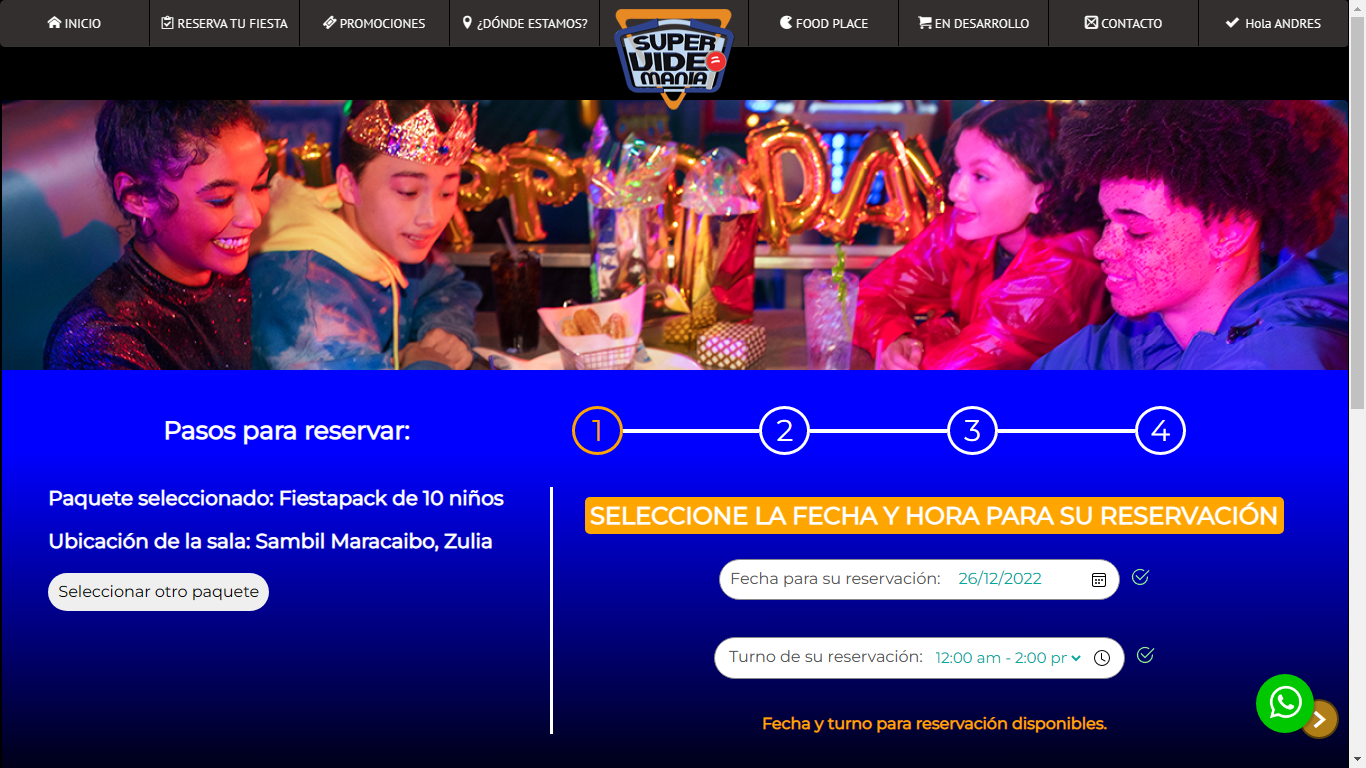 INICIO
RESERVA TU FIESTA
PROMOCIONES
¿DÓNDE ESTAMOS?
SUPER
VIDE
MANIA
FOOD PLACE
EN DESARROLLO
CONTACTO
Hola ANDRES
DAY
Pasos para reservar:
1
2
3
4
Paquete seleccionado: Fiestapack de 10 niños
Ubicación de la sala: Sambil Maracaibo, Zulia
Seleccionar otro paquete
SELECCIONE LA FECHA Y HORA PARA SU RESERVACIÓN
Fecha para su reservación: 26/12/2022
Turno de su reservación: 12:00 am - 2:00 pr
Fecha y turno para reservación disponibles.